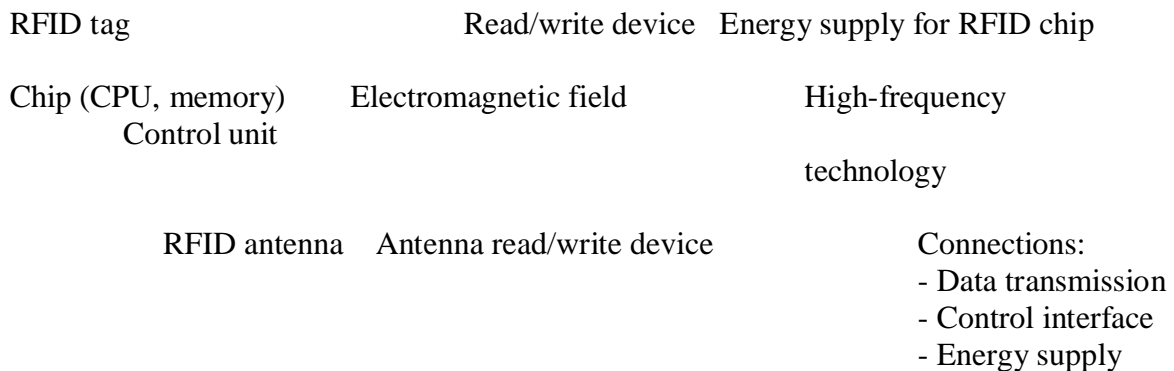 RFID tag Read/write device Energy supply for RFID chip
Chip (CPU, memory) Electromagnetic field High-frequency
Control unit
technology
RFID antenna Antenna read/write device Connections:
- Data transmission
- Control interface
- Energy supply